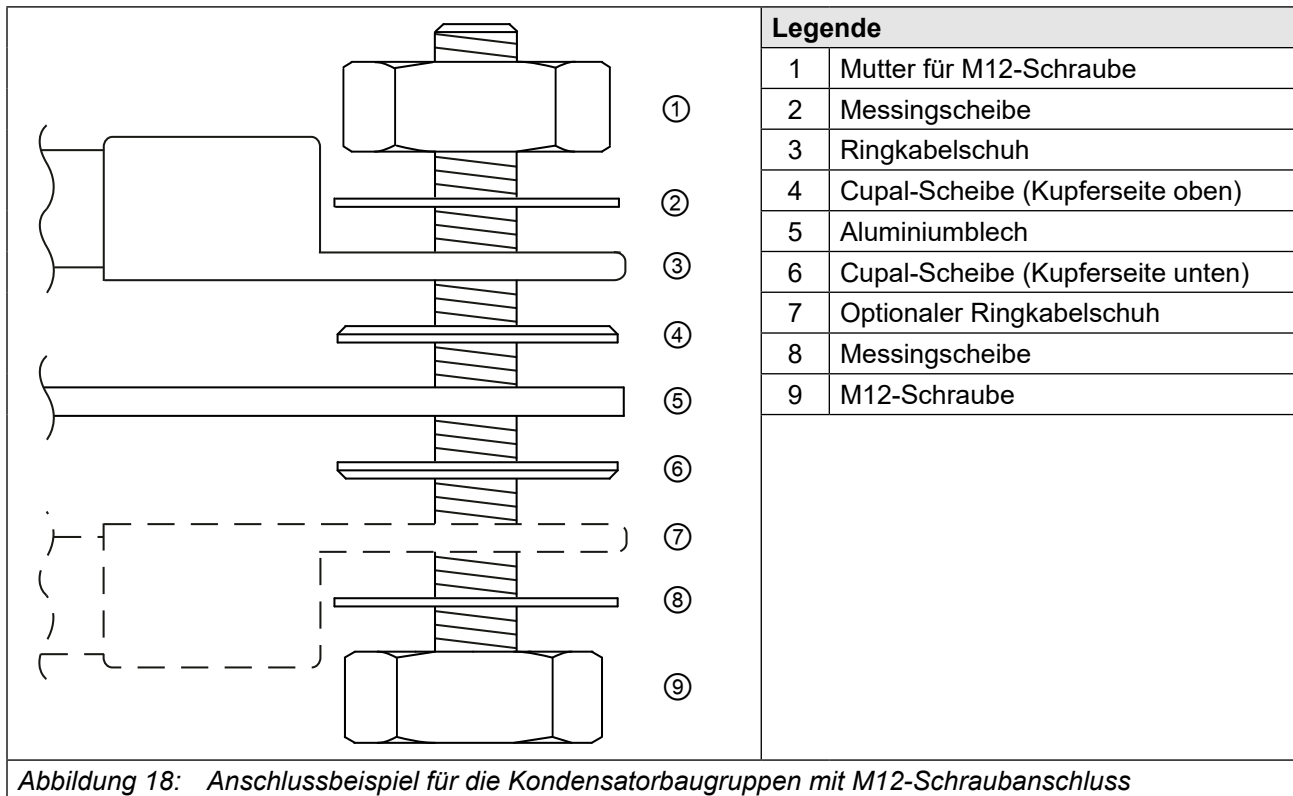 ①
②
③
④
⑤
⑥
⑦
⑧
⑨
Legende
1 Mutter für M12-Schraube
2 Messingscheibe
3 Ringkabelschuh
4 Cupal-Scheibe (Kupferseite oben)
5 Aluminiumblech
6 Cupal-Scheibe (Kupferseite unten)
7 Optionaler Ringkabelschuh
8 Messingscheibe
9 M12-Schraube
Abbildung 18: Anschlussbeispiel für die Kondensatorbaugruppen mit M12-Schraubanschluss